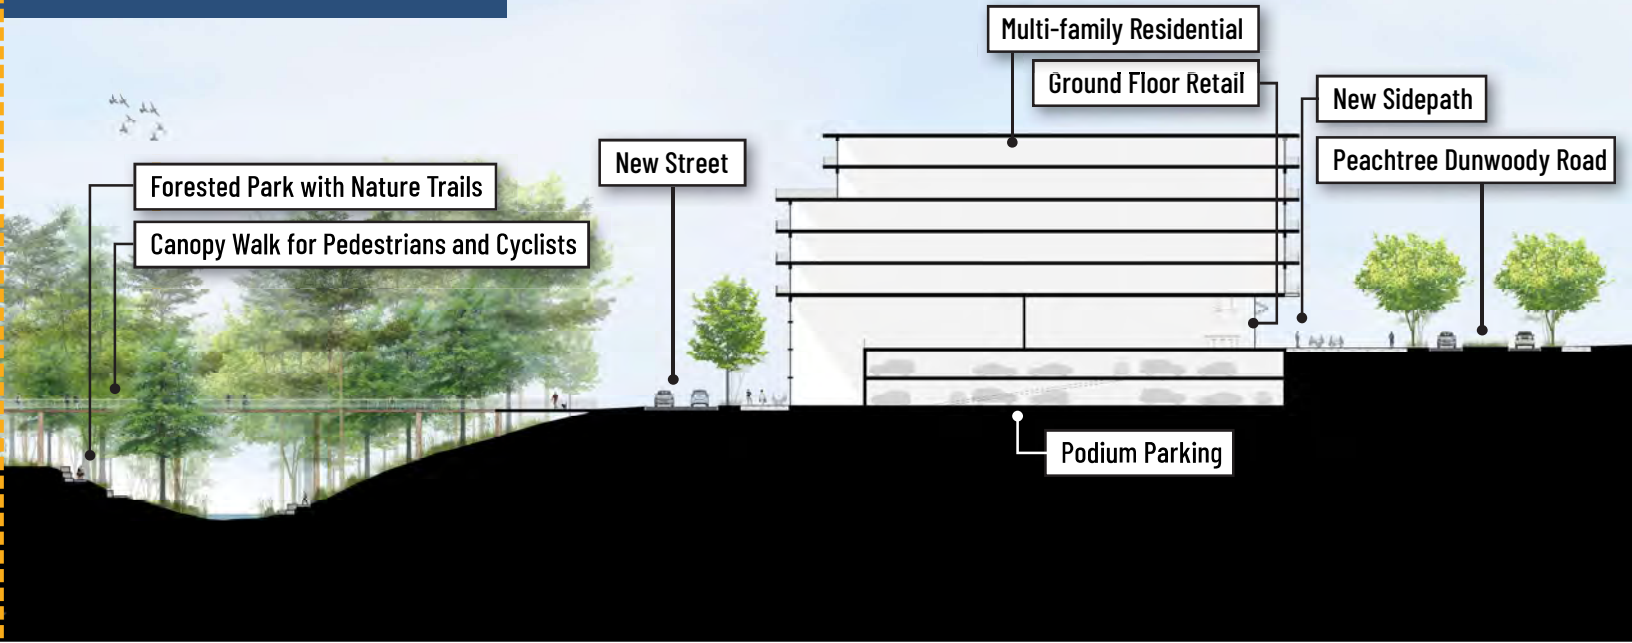 Multi-family Residential
Ground Floor Retail
New Sidepath
Peachtree Dunwoody Road
New Street
Forested Park with Nature Trails
Canopy Walk for Pedestrians and Cyclists
Podium Parking